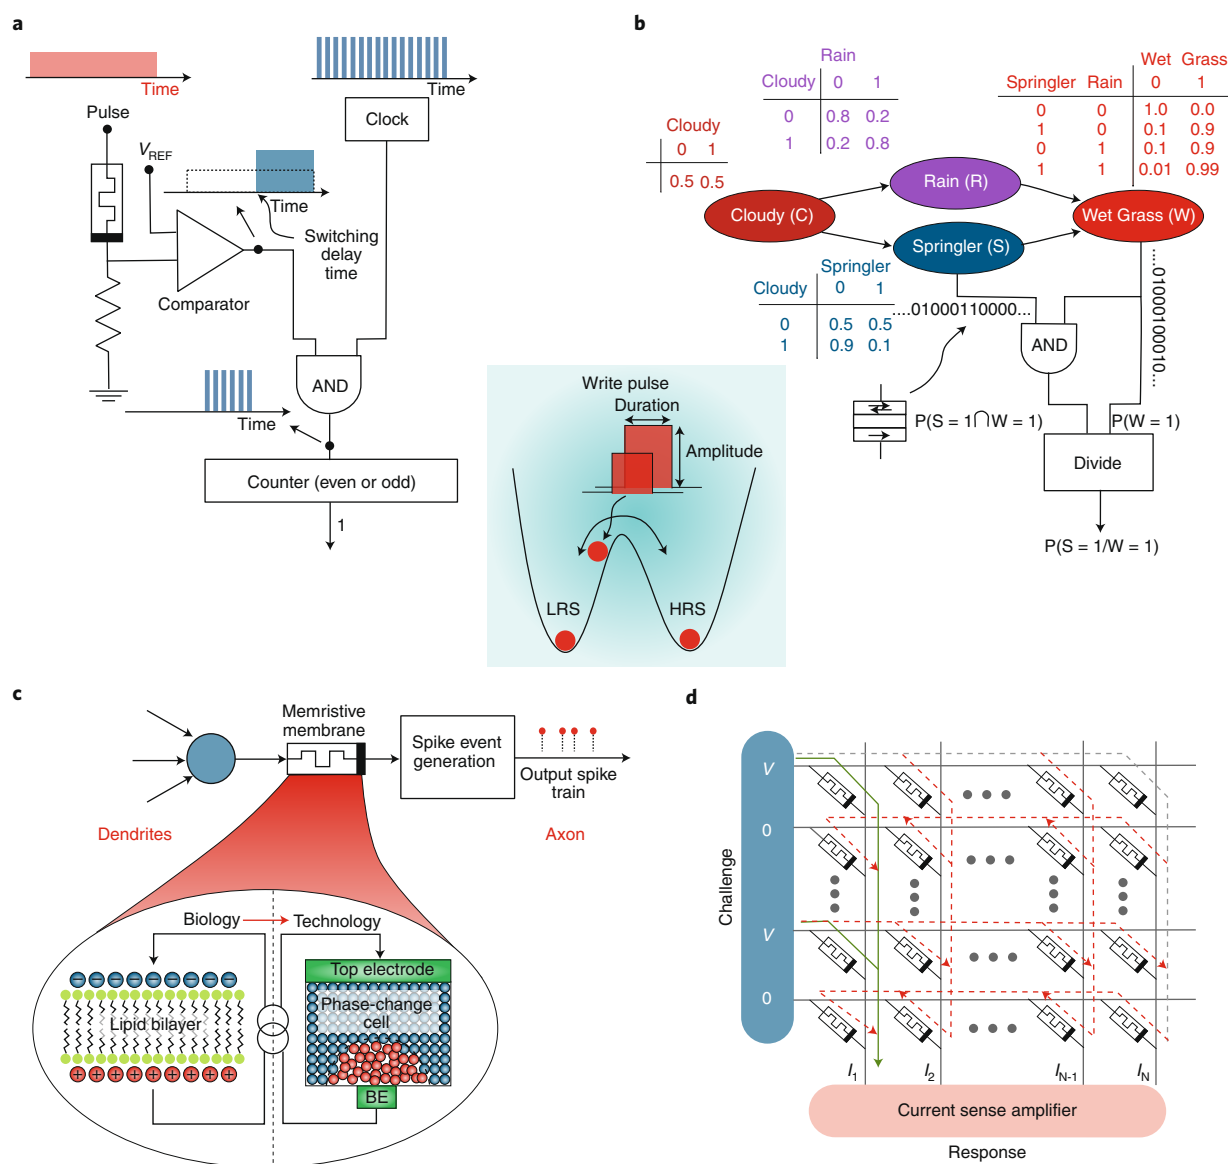 a
Time
Time
Pulse
Clock
V_REF
Time
Switching
delay
time
Comparator
AND
Time
Counter (even or odd)
1
b
Rain
Cloudy 0 1
0 0.8 0.2
1 0.2 0.8
Wet Grass
Springler Rain 0 1
0 0 1.0 0.0
1 0 0.1 0.9
0 1 0.1 0.9
1 1 0.01 0.99
Cloudy
0 1
0.5 0.5
Rain (R)
Cloudy (C)
Wet Grass (W)
Springler (S)
Springler
Cloudy 0 1
0 0.5 0.5
1 0.9 0.1
....01000110000...
....01000100010....
AND
P(S = 1⋂W = 1)
P(W = 1)
Divide
P(S = 1/W = 1)
Write pulse
Duration
Amplitude
LRS
HRS
c
Memristive
membrane
Spike event
generation
Output spike
train
Dendrites
Axon
Biology
Technology
Top electrode
Phase-change
cell
Lipid bilayer
BE
d
Challenge
V
0
V
0
I1
I2
IN-1
IN
Current sense amplifier
Response